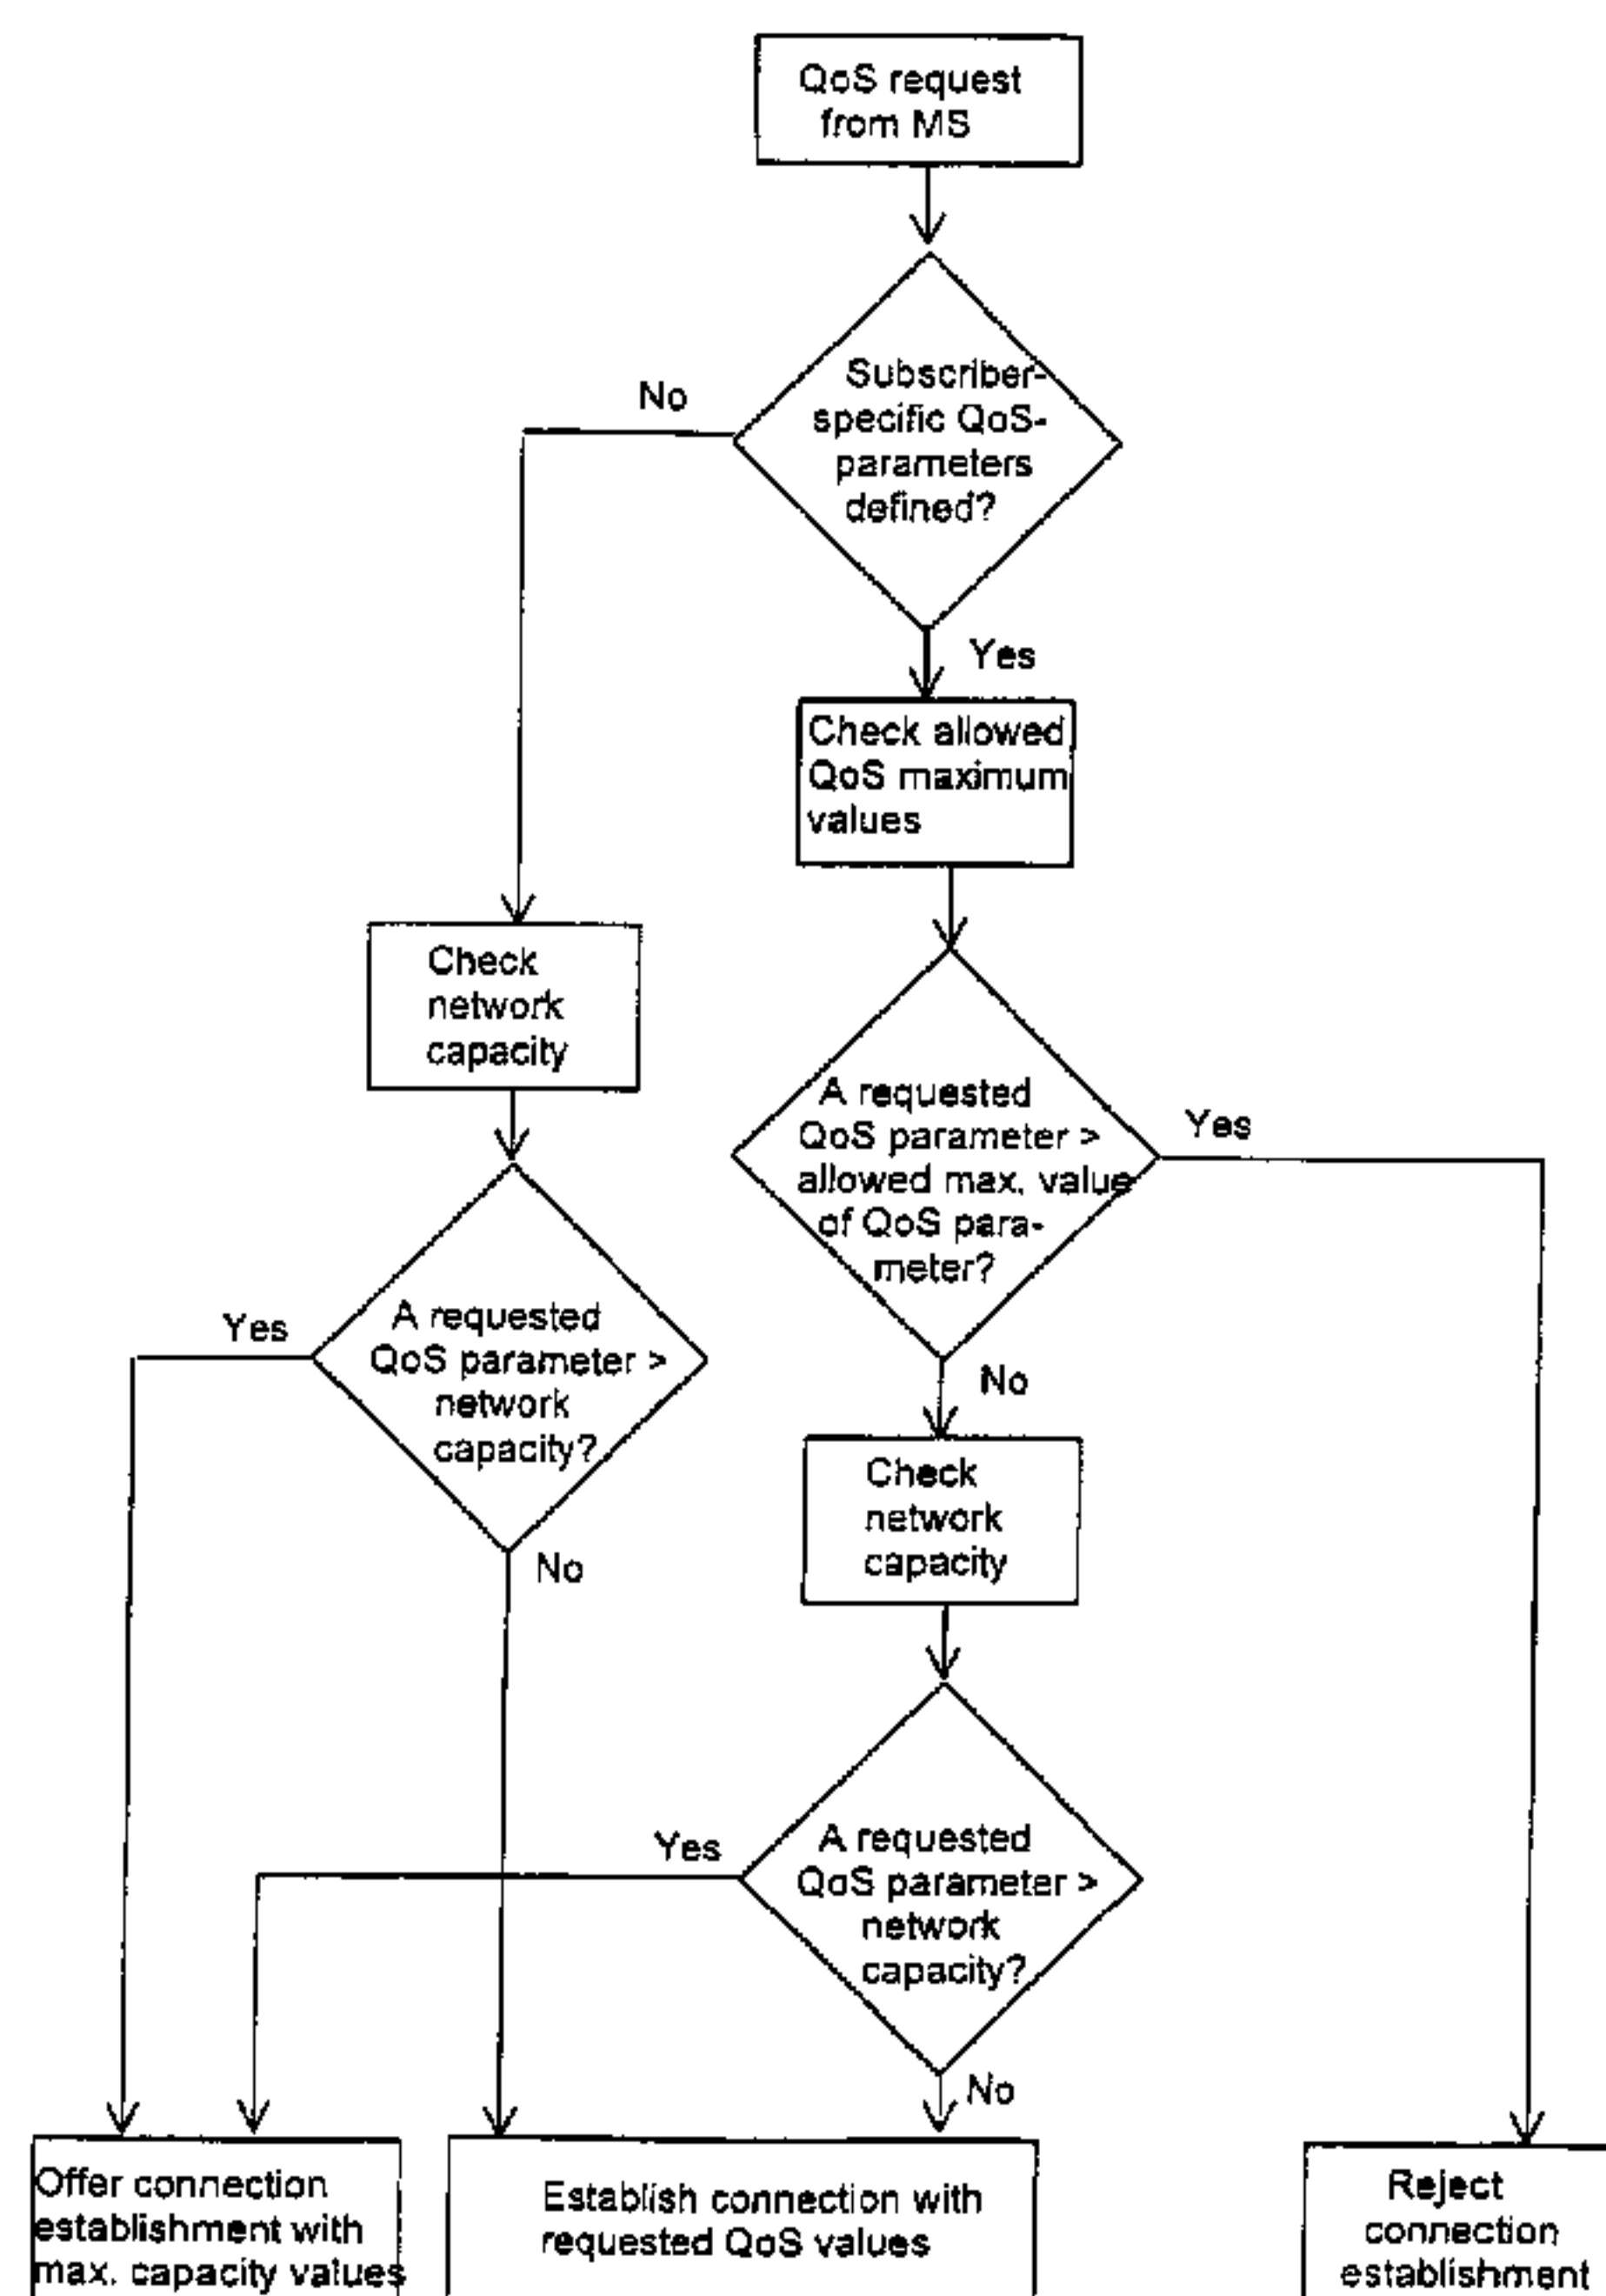 QoS request
from MS
No
Subscriber-
specific QoS-
parameters
defined?
Yes
Check allowed
QoS maximum
values
Check
network
capacity
A requested
QoS parameter >
allowed max. value
of QoS para-
meter?
Yes
Yes
A requested
QoS parameter >
network
capacity?
No
No
Check
network
capacity
Yes
A requested
QoS parameter >
network
capacity?
No
Offer connection
establishment with
max. capacity values
Establish connection with
requested QoS values
Reject
connection
establishment